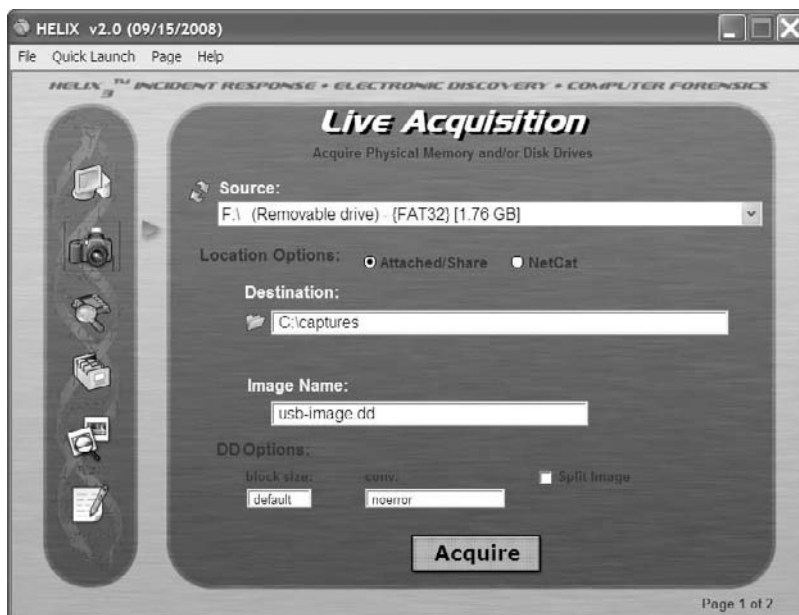 HELIX v2.0 (09/15/2008)
File Quick Launch Page Help
HELIX3™ INCIDENT RESPONSE • ELECTRONIC DISCOVERY • COMPUTER FORENSICS
Live Acquisition
Acquire Physical Memory and/or Disk Drives
Source:
F:\ (Removable drive) - {FAT32} [1.76 GB]
Location Options: Attached/Share NetCat
Destination:
C:\captures
Image Name:
usb-image dd
DD Options:
block size: conv: Split Image
default noerror
Acquire
Page 1 of 2